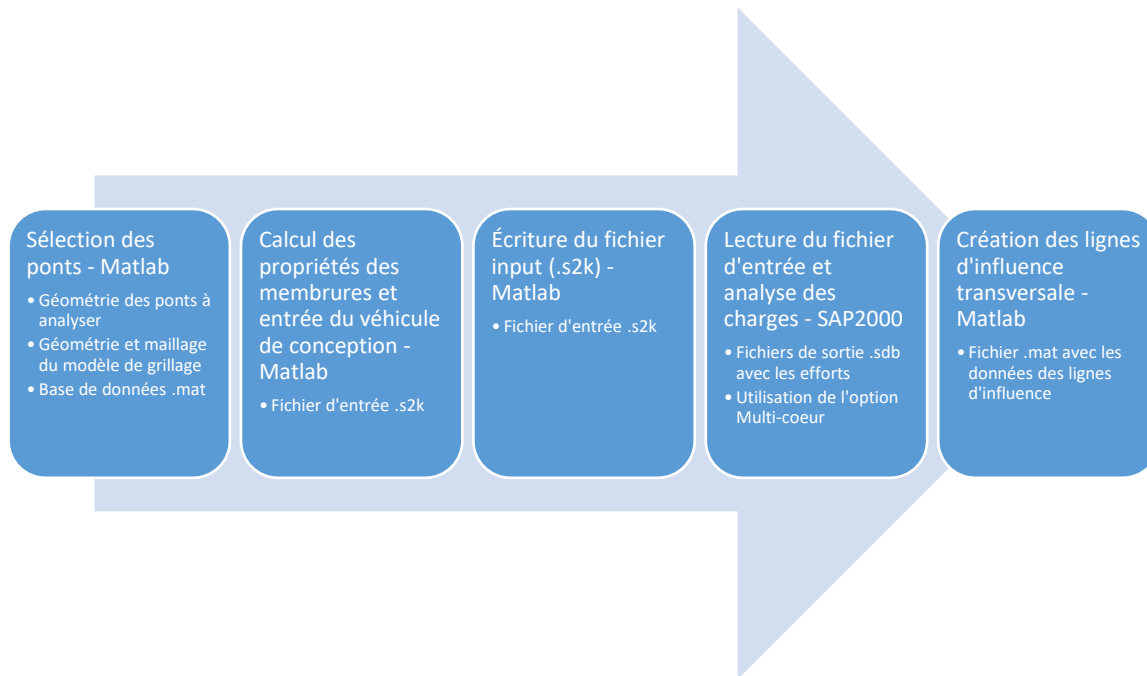 Sélection des
ponts - Matlab
• Géométrie des ponts à
analyser
• Géométrie et maillage
du modèle de grillage
• Base de données .mat
Calcul des
propriétés des
membrures et
entrée du véhicule
de conception -
Matlab
• Fichier d'entrée .s2k
Écriture du fichier
input (.s2k) -
Matlab
• Fichier d'entrée .s2k
Lecture du fichier
d'entrée et
analyse des
charges - SAP2000
• Fichiers de sortie .sdb
avec les efforts
• Utilisation de l'option
Multi-coeur
Création des lignes
d'influence
transversale -
Matlab
• Fichier .mat avec les
données des lignes
d'influence